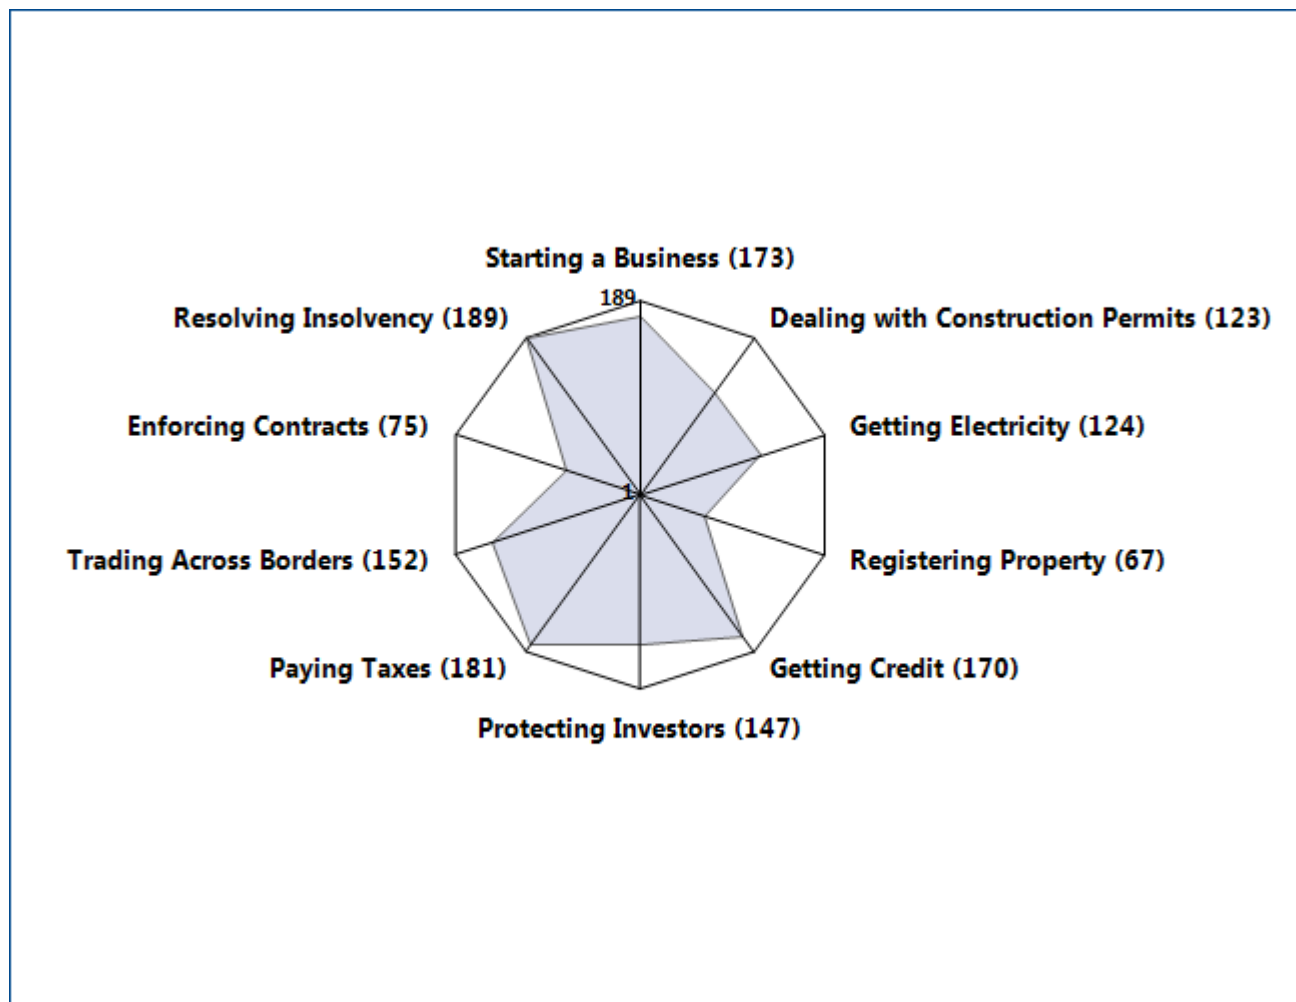 Starting a Business (173)
189
Resolving Insolvency (189)
Dealing with Construction Permits (123)
Enforcing Contracts (75)
Getting Electricity (124)
1
Trading Across Borders (152)
Registering Property (67)
Paying Taxes (181)
Getting Credit (170)
Protecting Investors (147)